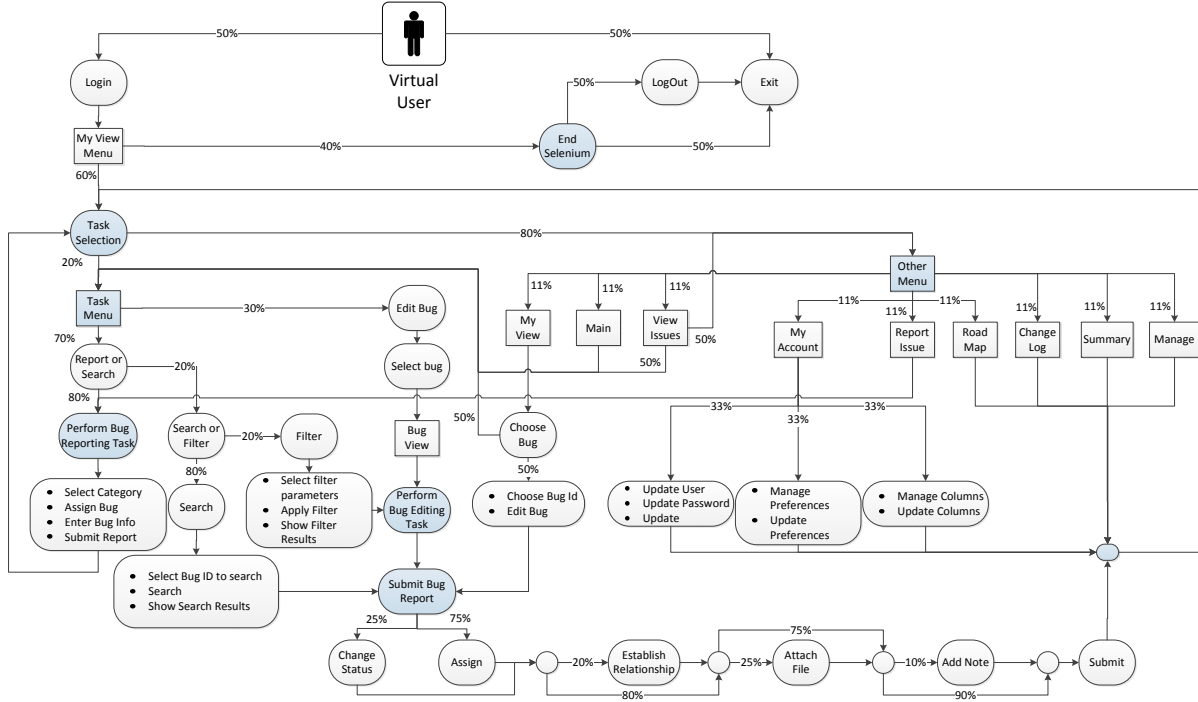 50%
50%
Virtual
User
Login
50%
LogOut
Exit
My View
Menu
40%
End
Selenium
50%
60%
Task
Selection
80%
20%
Other
Menu
Task
Menu
30%
Edit Bug
11%
My
View
11%
Main
11%
View
Issues
50%
50%
11%
My
Account
11%
Report
Issue
11%
Road
Map
11%
Change
Log
11%
Summary
11%
Manage
70%
Report or
Search
20%
Select bug
80%
Perform Bug
Reporting Task
Search or
Filter
20%
Filter
Bug
View
50%
Choose
Bug
33%
33%
33%
80%
50%
• Select Category
• Assign Bug
• Enter Bug Info
• Submit Report
Search
• Select filter
parameters
• Apply Filter
• Show Filter
Results
Perform
Bug Editing
Task
• Choose Bug Id
• Edit Bug
• Update User
• Update Password
• Update
• Manage
Preferences
• Update
Preferences
• Manage Columns
• Update Columns
• Select Bug ID to search
• Search
• Show Search Results
Submit Bug
Report
25%
75%
Change
Status
Assign
20%
Establish
Relationship
80%
75%
25%
Attach
File
10%
Add Note
90%
Submit